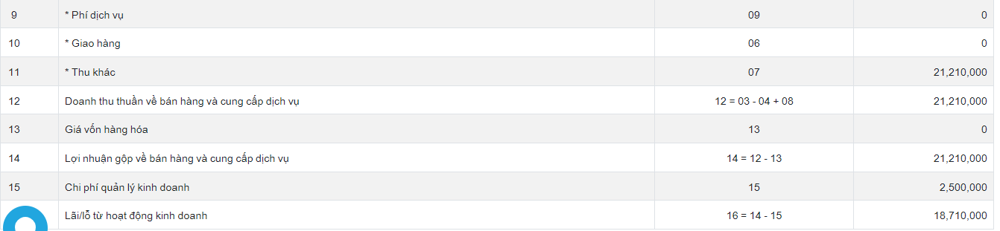 9 * Phí dịch vụ 09 0
10 * Giao hàng 06 0
11 * Thu khác 07 21,210,000
12 Doanh thu thuần về bán hàng và cung cấp dịch vụ 12 = 03 - 04 + 08 21,210,000
13 Giá vốn hàng hóa 13 0
14 Lợi nhuận gộp về bán hàng và cung cấp dịch vụ 14 = 12 - 13 21,210,000
15 Chi phí quản lý kinh doanh 15 2,500,000
Lãi/lỗ từ hoạt động kinh doanh 16 = 14 - 15 18,710,000